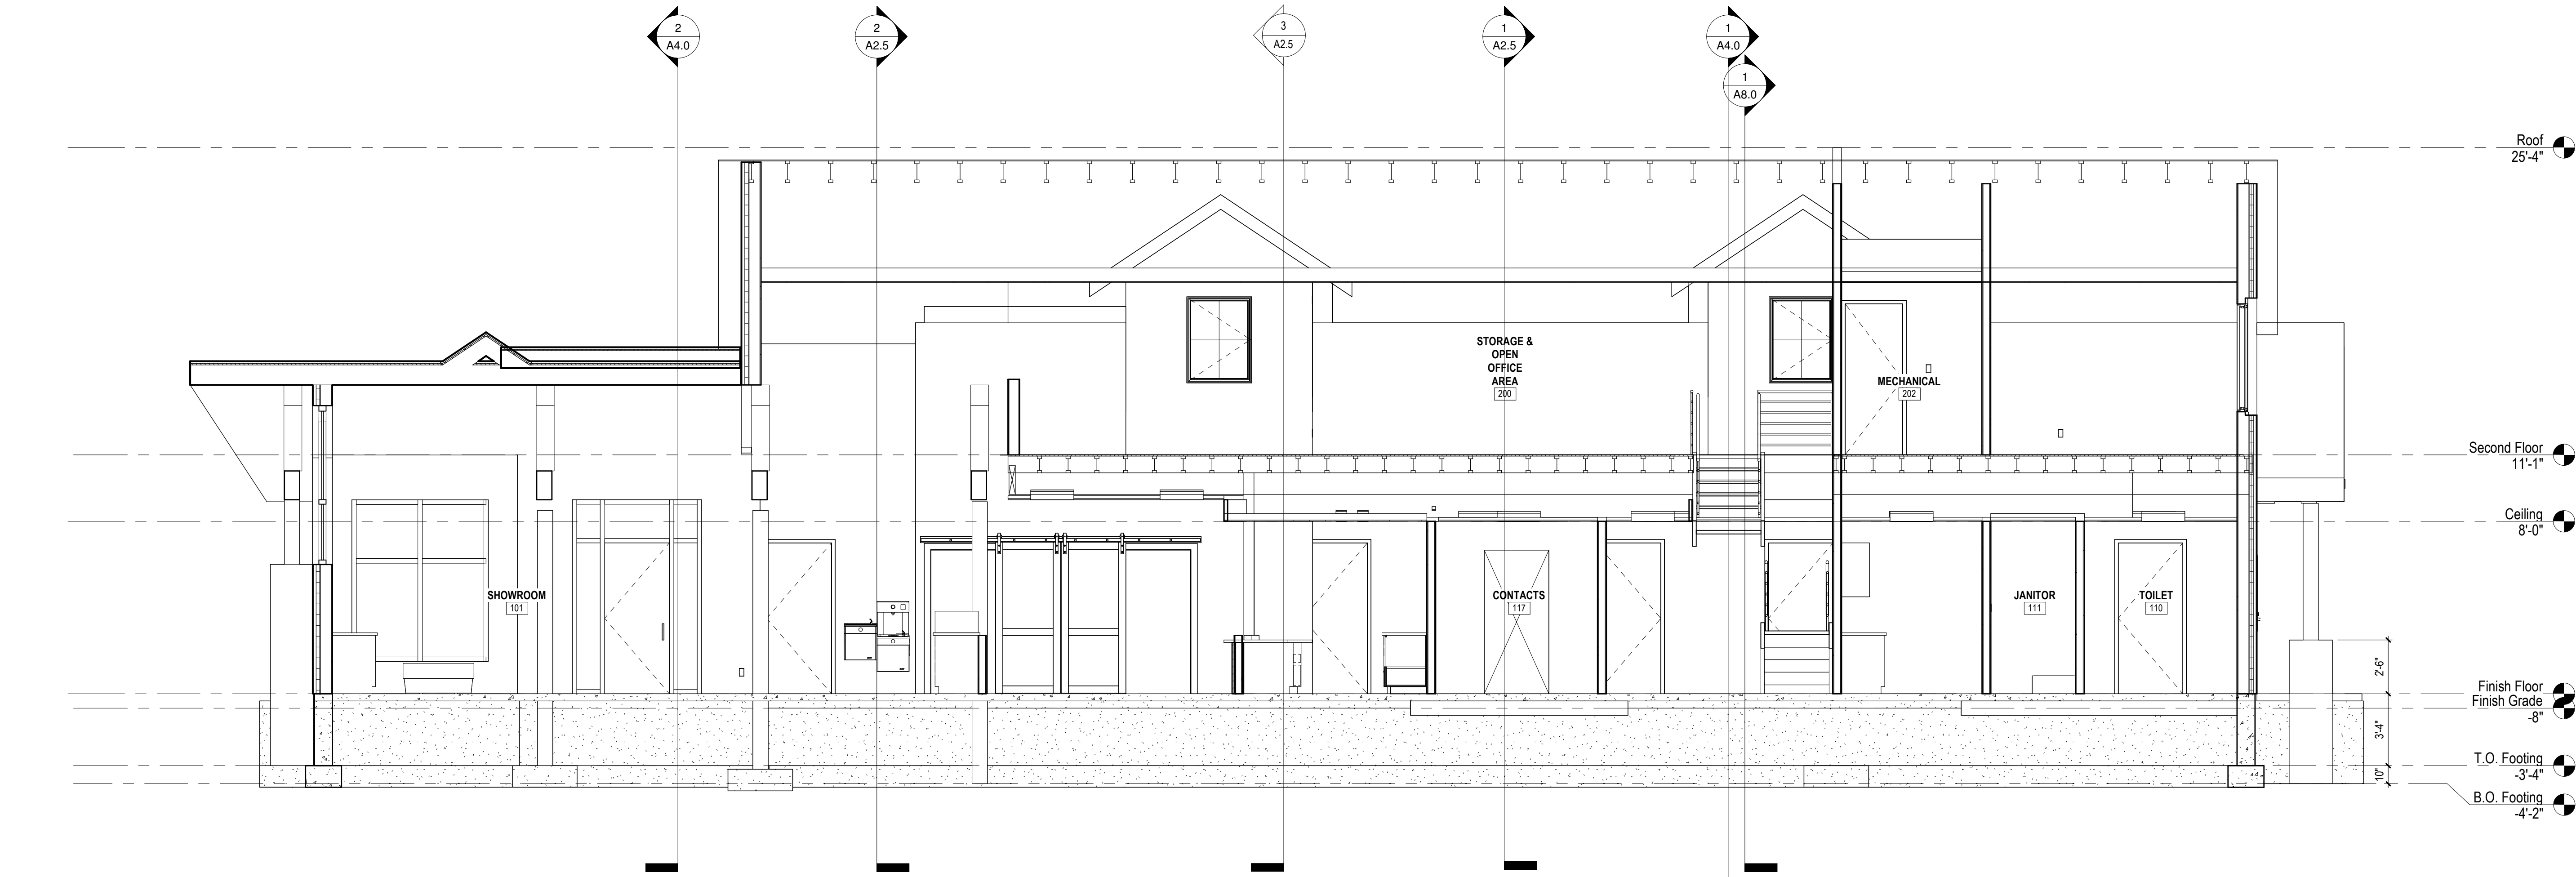 2
A4.0
2
A2.5
3
A2.5
1
A2.5
1
A4.0
1
A8.0
Roof
25'-4"
STORAGE &
OPEN
OFFICE
AREA
200
MECHANICAL
202
Second Floor
11'-1"
Ceiling
8'-0"
SHOWROOM
101
CONTACTS
117
JANITOR
111
TOILET
110
2'-6"
Finish Floor
Finish Grade
-8"
3'-4"
T.O. Footing
-3'-4"
10"
B.O. Footing
-4'-2"